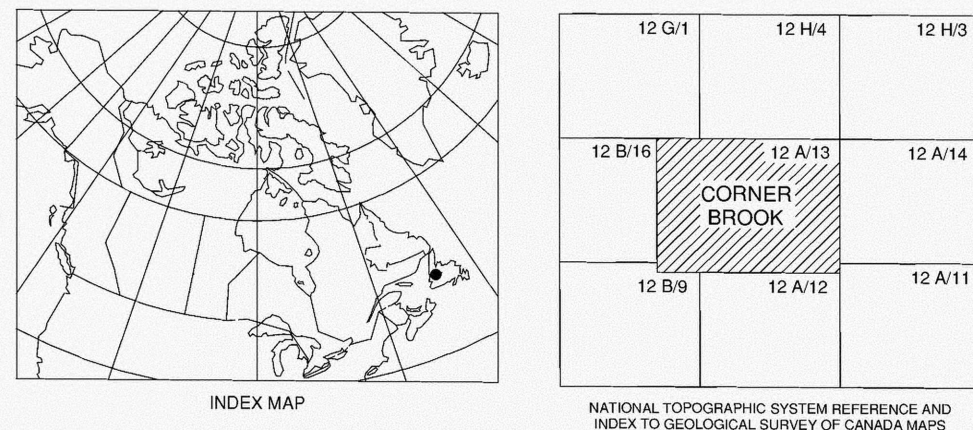 12 G/1 12 H/4 12 H/3
12 B/16 12 A/13 12 A/14
CORNER
BROOK
12 B/9 12 A/12 12 A/11
INDEX MAP
NATIONAL TOPOGRAPHIC SYSTEM REFERENCE AND
INDEX TO GEOLOGICAL SURVEY OF CANADA MAPS